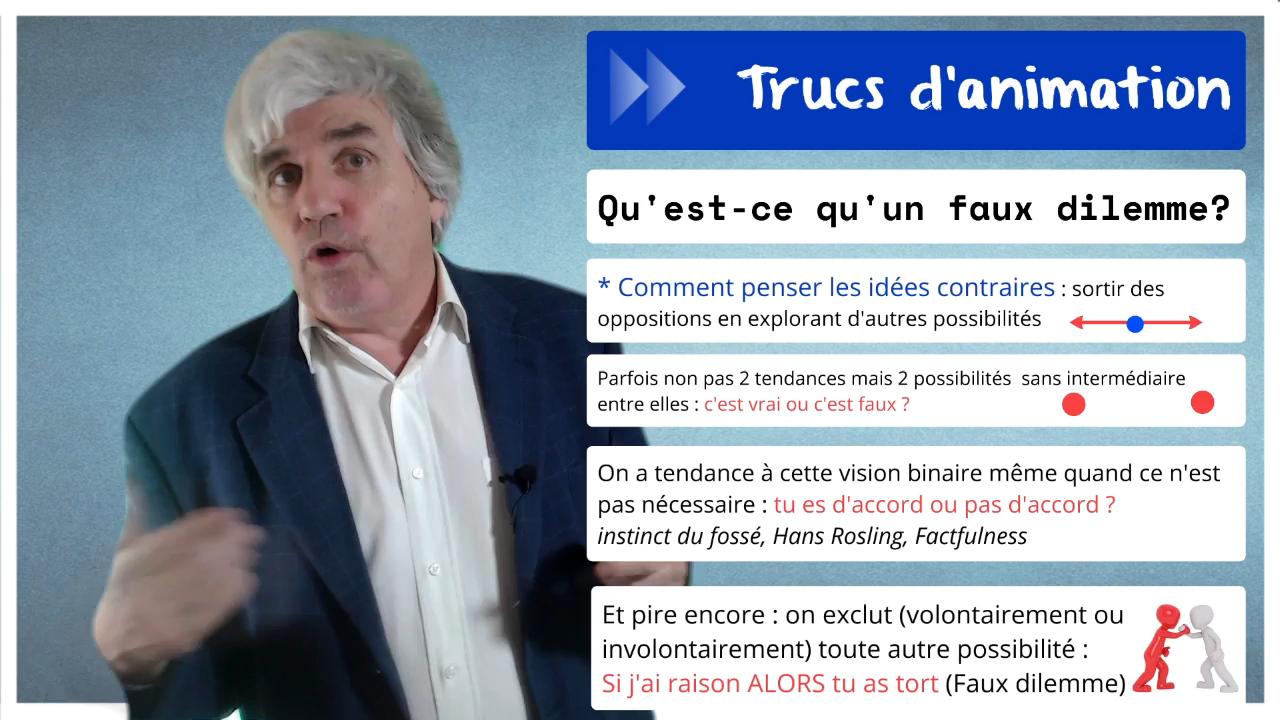 Trucs d'animation
Qu'est-ce qu'un faux dilemme?
* Comment penser les idées contraires : sortir des
oppositions en explorant d'autres possibilités
Parfois non pas 2 tendances mais 2 possibilités sans intermédiaire
entre elles : c'est vrai ou c'est faux ?
On a tendance à cette vision binaire même quand ce n'est
pas nécessaire : tu es d'accord ou pas d'accord ?
instinct du fossé, Hans Rosling, Factfulness
Et pire encore : on exclut (volontairement ou
involontairement) toute autre possibilité :
Si j'ai raison ALORS tu as tort (Faux dilemme)